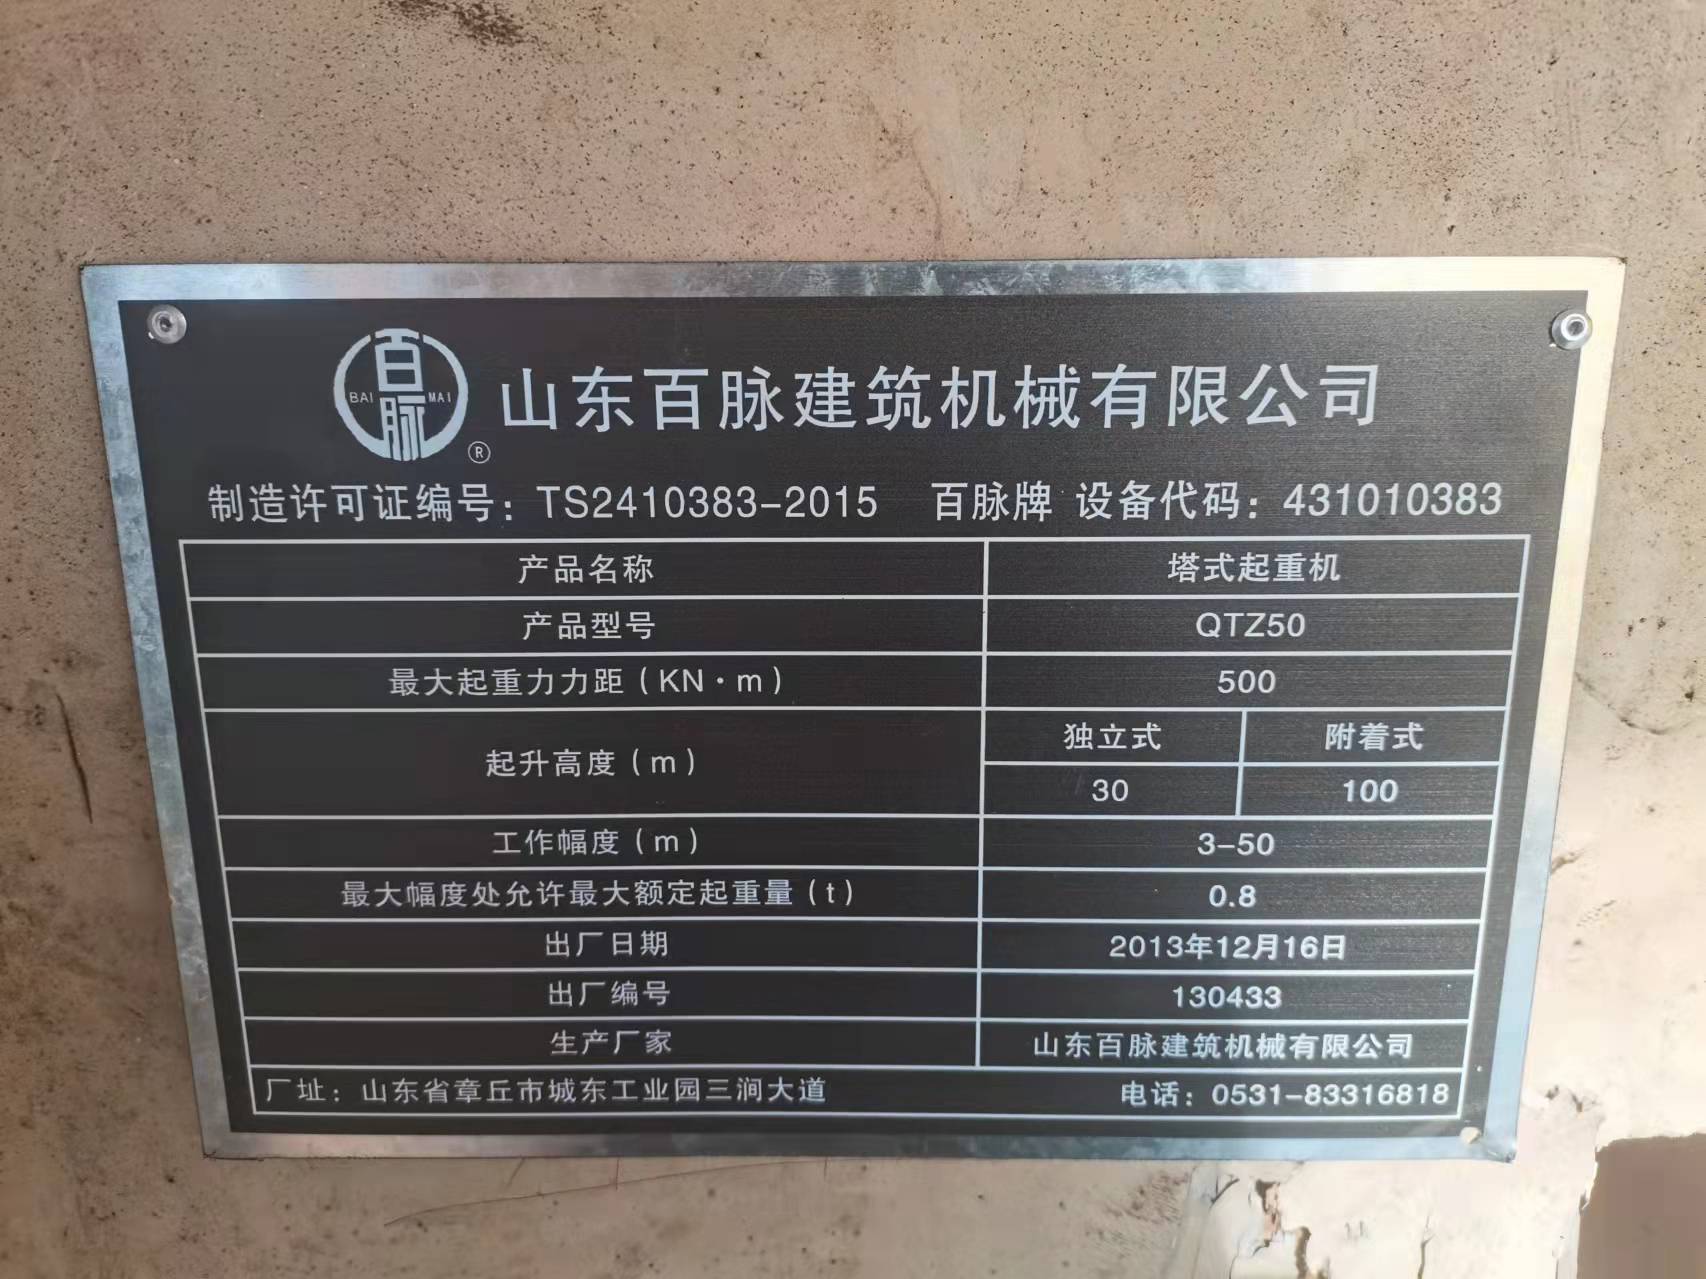 百脉
BAI MAI
®
山东百脉建筑机械有限公司
制造许可证编号：TS2410383-2015 百脉牌 设备代码：431010383
产品名称 塔式起重机
产品型号 QTZ50
最大起重力力距（KN·m） 500
起升高度（m） 独立式 附着式
30 100
工作幅度（m） 3-50
最大幅度处允许最大额定起重量（t） 0.8
出厂日期 2013年12月16日
出厂编号 130433
生产厂家 山东百脉建筑机械有限公司
厂址：山东省章丘市城东工业园三涧大道 电话：0531-83316818